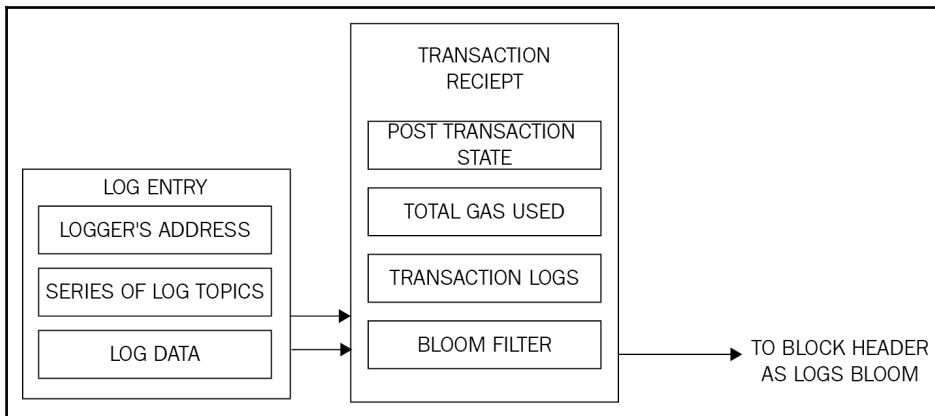 LOG ENTRY
LOGGER'S ADDRESS
SERIES OF LOG TOPICS
LOG DATA
TRANSACTION
RECIEPT
POST TRANSACTION
STATE
TOTAL GAS USED
TRANSACTION LOGS
BLOOM FILTER
TO BLOCK HEADER
AS LOGS BLOOM